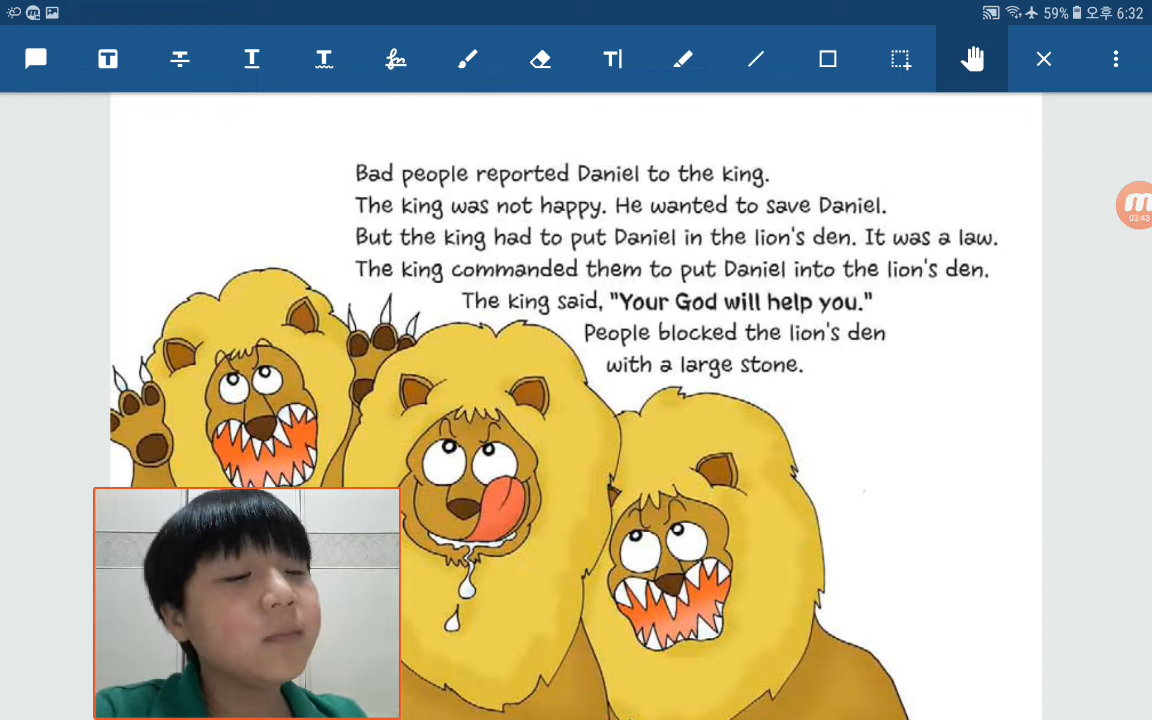 59% 오후 6:32
T T T T T|
Bad people reported Daniel to the king.
The king was not happy. He wanted to save Daniel.
But the king had to put Daniel in the lion's den. It was a law.
The king commanded them to put Daniel into the lion's den.
The king said, "Your God will help you."
People blocked the lion's den
with a large stone.
m
03:43